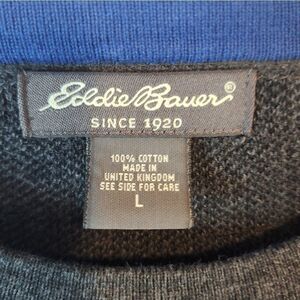 Eddie Bauer®
SINCE 1920
100% COTTON
MADE IN
UNITED KINGDOM
SEE SIDE FOR CARE
L